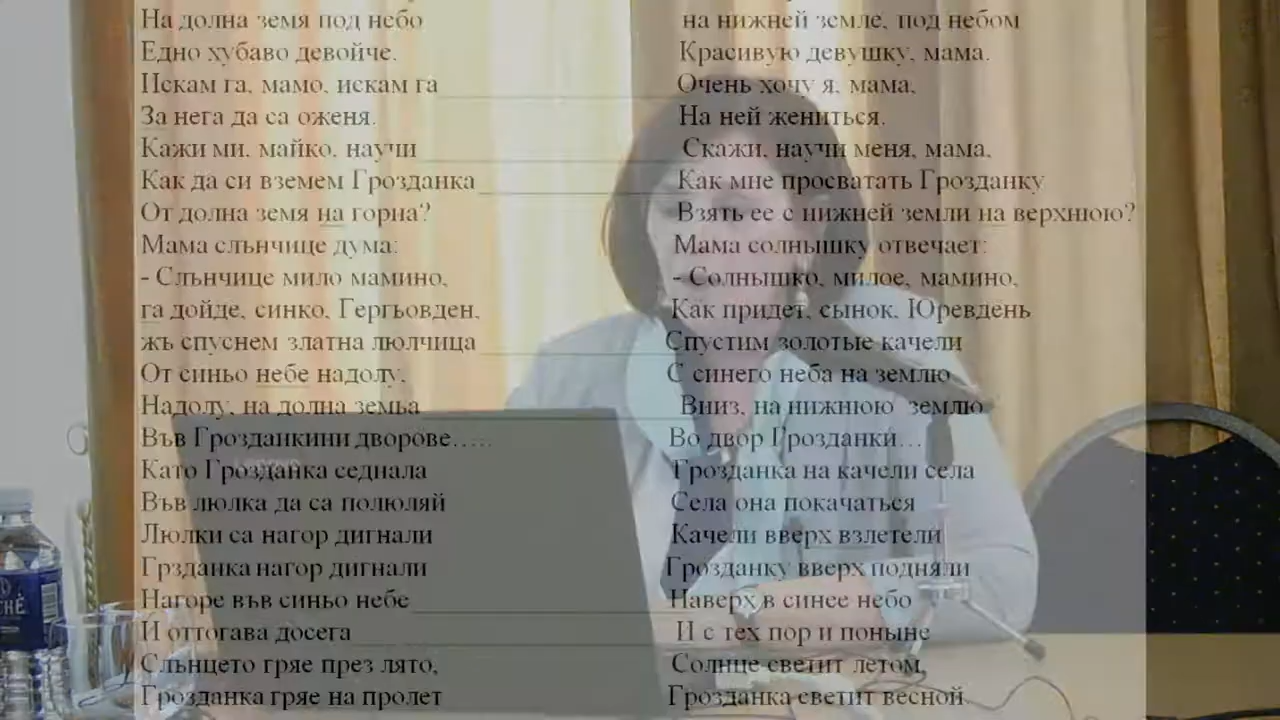 На долна земя под небо
Едно хубаво девойче.
Искам га, мамо, искам га
За нега да са оженя.
Кажи ми, майко, научи
Как да си вземем Грозданка
От долна земя на горна?
Мама слънчице дума:
- Слънчице мило мамино,
га дойде, синко, Гергьовден,
жъ спуснем златна люлчица
От синьо небе надолу.
Надолу, на долна земьа
Във Грозданкини дворове…..
Като Грозданка седнала
Във люлка да са полюляй
Люлки са нагор дигнали
Грзданка нагор дигнали
Нагоре във синьо небе
И оттогава досега
Слънцето гряе през лято,
Грозданка гряе на пролет
на нижней земле, под небом
Красивую девушку, мама.
Очень хочу я, мама,
На ней жениться.
Скажи, научи меня, мама,
Как мне просватать Грозданку
Взять ее с нижней земли на верхнюю?
Мама солнышку отвечает:
- Солнышко, милое, мамино,
Как придет, сынок, Юревдень
Спустим золотые качели
С синего неба на землю
Вниз, на нижнюю землю
Во двор Грозданки…
Грозданка на качели села
Села она покачаться
Качели вверх взлетели
Грозданку вверх подняли
Наверх в синее небо
И с тех пор и поныне
Солнце светит летом,
Грозданка светит весной.